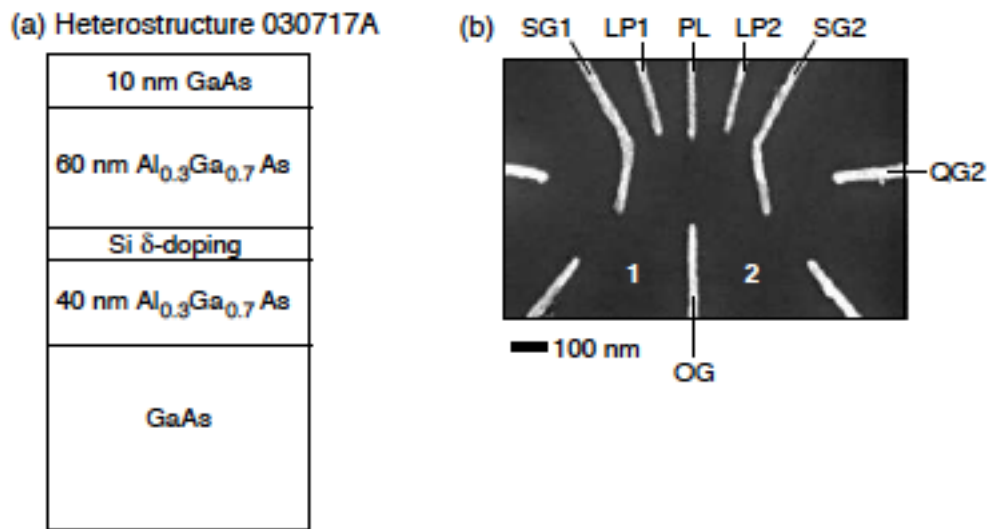 (a) Heterostructure 030717A
10 nm GaAs
60 nm Al0.3Ga0.7 As
Si δ-doping
40 nm Al0.3Ga0.7 As
GaAs
(b) SG1 LP1 PL LP2 SG2
QG2
1 2
100 nm
OG